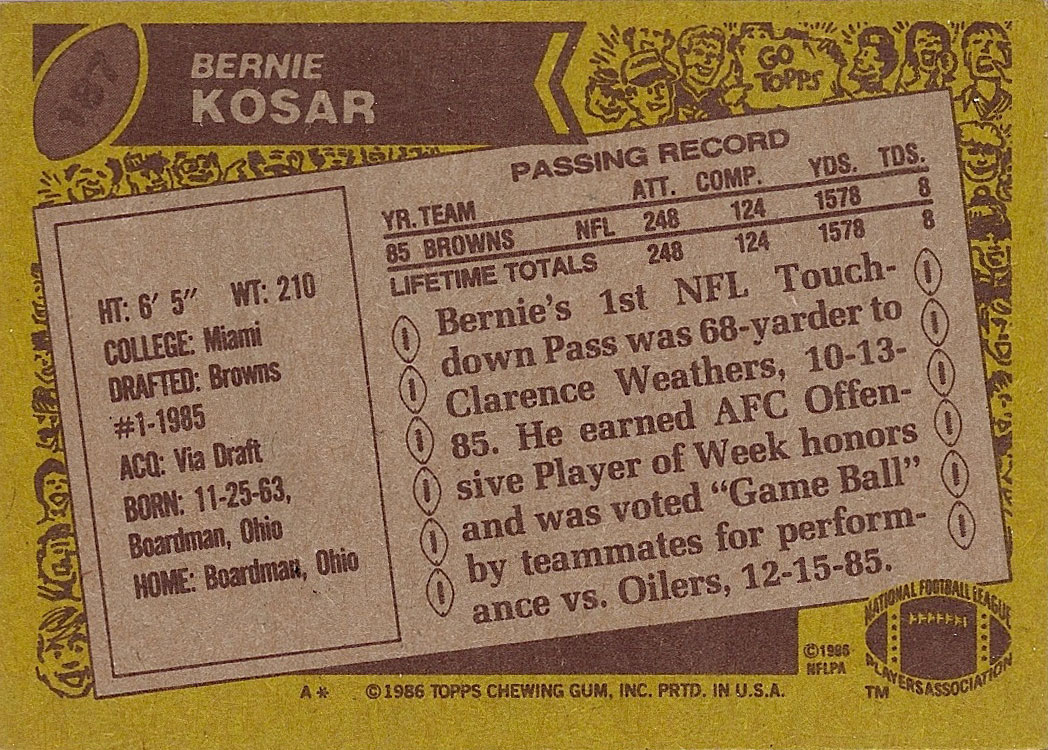 187
BERNIE
KOSAR
GO
TOPPS
PASSING RECORD
YR. TEAM ATT. COMP. YDS. TDS.
85 BROWNS NFL 248 124 1578 8
LIFETIME TOTALS 248 124 1578 8
HT: 6′ 5″ WT: 210
COLLEGE: Miami
DRAFTED: Browns
#1-1985
ACQ: Via Draft
BORN: 11-25-63,
Boardman, Ohio
HOME: Boardman, Ohio
Bernie's 1st NFL Touch-
down Pass was 68-yarder to
Clarence Weathers, 10-13-
85. He earned AFC Offen-
sive Player of Week honors
and was voted “Game Ball”
by teammates for perform-
ance vs. Oilers, 12-15-85.
©1986
NFLPA
NATIONAL FOOTBALL LEAGUE
PLAYERS ASSOCIATION
TM
A* ©1986 TOPPS CHEWING GUM, INC. PRTD. IN U.S.A.